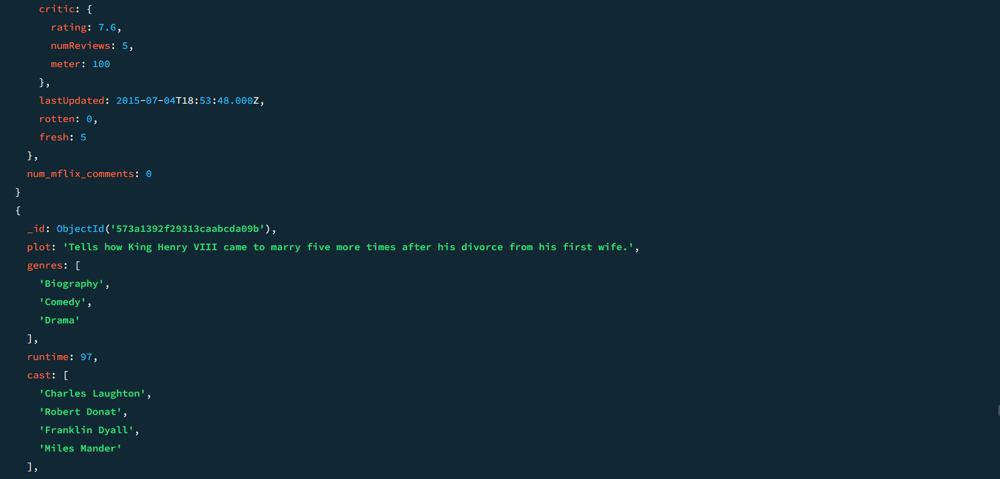 critic: {
rating: 7.6,
numReviews: 5,
meter: 100
},
lastUpdated: 2015-07-04T18:53:48.000Z,
rotten: 0,
fresh: 5
},
num_mflix_comments: 0
}
{
_id: ObjectId('573a1392f29313caabcda09b'),
plot: 'Tells how King Henry VIII came to marry five more times after his divorce from his first wife.',
genres: [
'Biography',
'Comedy',
'Drama'
],
runtime: 97,
cast: [
'Charles Laughton',
'Robert Donat',
'Franklin Dyall',
'Miles Mander'
],